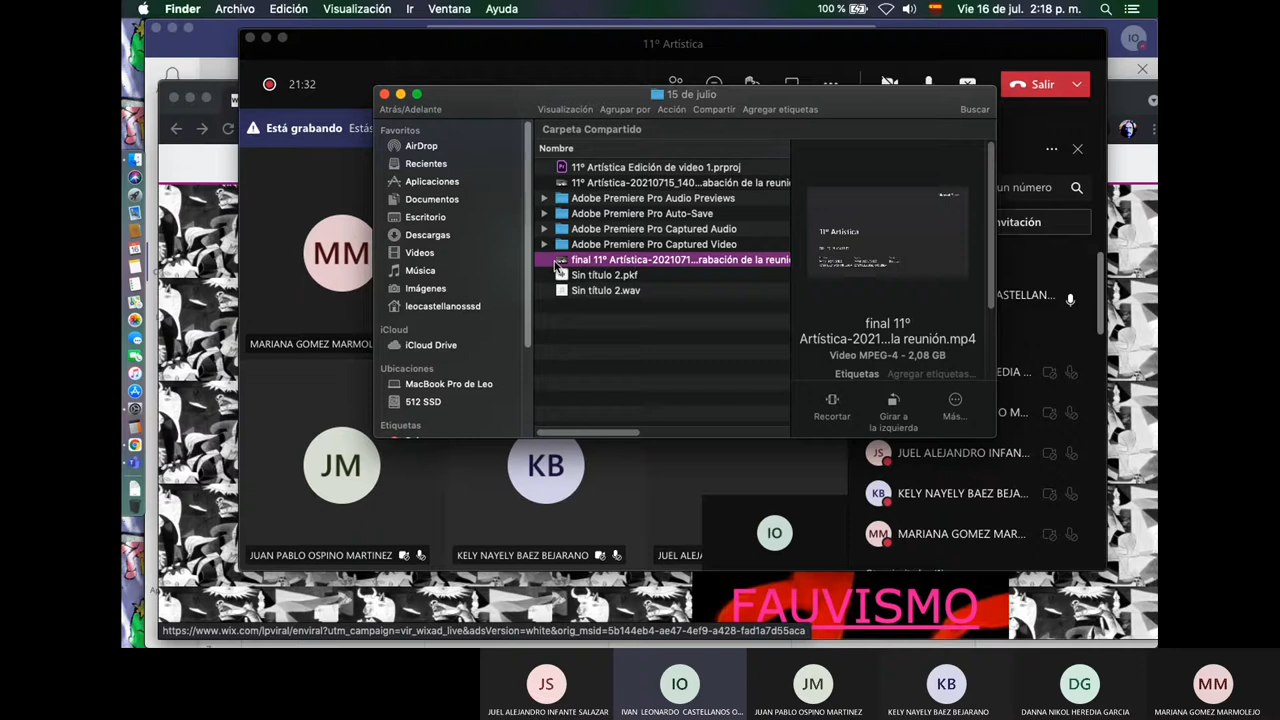 Finder Archivo Edición Visualización Ir Ventana Ayuda 100 % Vie 16 de jul. 2:18 p. m.
11º Artistica
IO
21:32
Salir
15 de julio
Atrás/Adelante Visualización Agrupar por Acción Compartir Agregar etiquetas Buscar
Está grabando Estás
Favoritos
AirDrop
Recientes
Aplicaciones
Documentos
Escritorio
Descargas
Videos
Música
Imágenes
leocastellanosssd
iCloud
iCloud Drive
Ubicaciones
MacBook Pro de Leo
512 SSD
Etiquetas
Carpeta Compartido
Nombre
11º Artística Edición de video 1.prproj
11º Artística-20210715_140...abación de la reunió
Adobe Premiere Pro Audio Previews
Adobe Premiere Pro Auto-Save
Adobe Premiere Pro Captured Audio
Adobe Premiere Pro Captured Video
final 11º Artística-2021071...rabación de la reunió
Sin título 2.pkf
Sin título 2.wav
11º Artística
final 11º
Artística-2021...la reunión.mp4
Video MPEG-4 - 2,08 GB
Etiquetas Agregar etiquetas...
Recortar
Girar a
la izquierda
Más...
un número
nvitación
CASTELLAN...
EDIA ...
O M...
JS JUEL ALEJANDRO INFAN...
KB KELY NAYELY BAEZ BEJA...
MM MARIANA GOMEZ MAR...
MM
MARIANA GOMEZ MARMOL
JM
JUAN PABLO OSPINO MARTINEZ
KB
KELY NAYELY BAEZ BEJARANO
JUEL ALEJA
IO
FAUVISMO
https://www.wix.com/lpviral/enviral?utm_campaign=vir_wixad_live&adsVersion=white&orig_msid=5b144eb4-ae47-4ef9-a428-fad1a7d55aca
JS IO JM KB DG MM
JUEL ALEJANDRO INFANTE SALAZAR IVAN LEONARDO CASTELLANOS O... JUAN PABLO OSPINO MARTINEZ KELY NAYELY BAEZ BEJARANO DANNA NIKOL HEREDIA GARCIA MARIANA GOMEZ MARMOLEJO